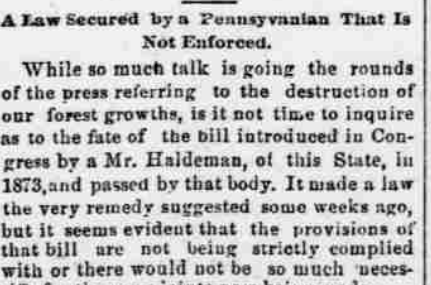 A Law Secured by a Pennsyvanian That Is
Not Enforced.
While so much talk is going the rounds
of the press referring to the destruction of
our forest growths, is it not time to inquire
as to the fate of the bill introduced in Con-
gress by a Mr. Haldeman, of this State, in
1873,and passed by that body. It made a law
the very remedy suggested some weeks ago,
but it seems evident that the provisions of
that bill are not being strictly complied
with or there would not be so much neces-